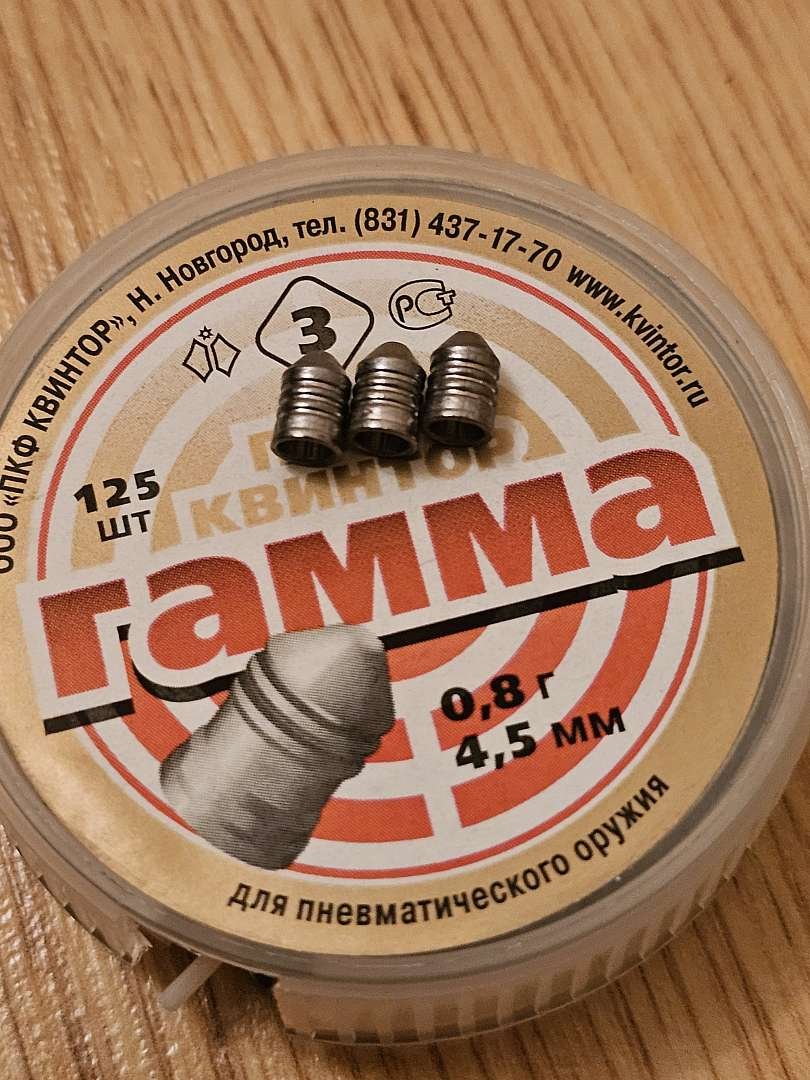 ООО «ПКФ КВИНТОР», Н. Новгород, тел. (831) 437-17-70 www.kvintor.ru
3
РСТ
125
ШТ
КВИНТОР
гамма
0,8 г
4,5 мм
для пневматического оружия